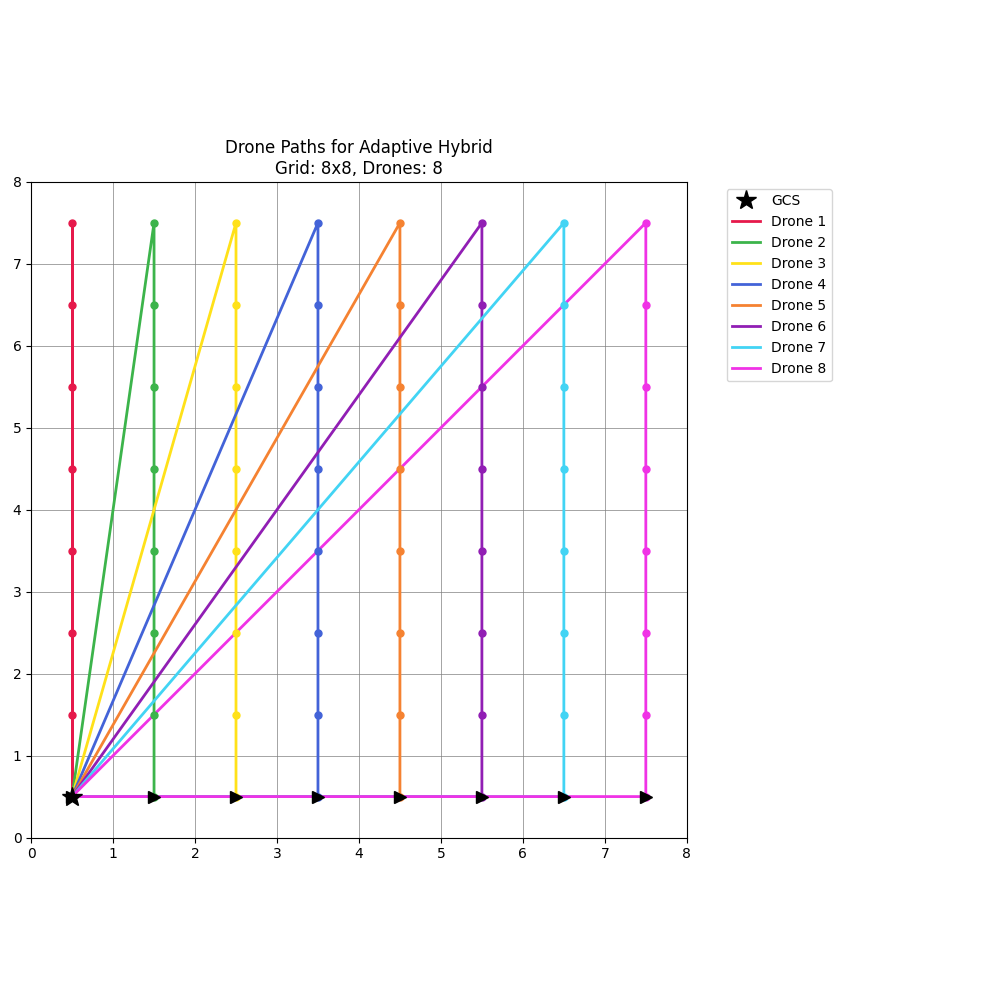 Drone Paths for Adaptive Hybrid
Grid: 8x8, Drones: 8
GCS
Drone 1
Drone 2
Drone 3
Drone 4
Drone 5
Drone 6
Drone 7
Drone 8
8
7
6
5
4
3
2
1
0
0 1 2 3 4 5 6 7 8